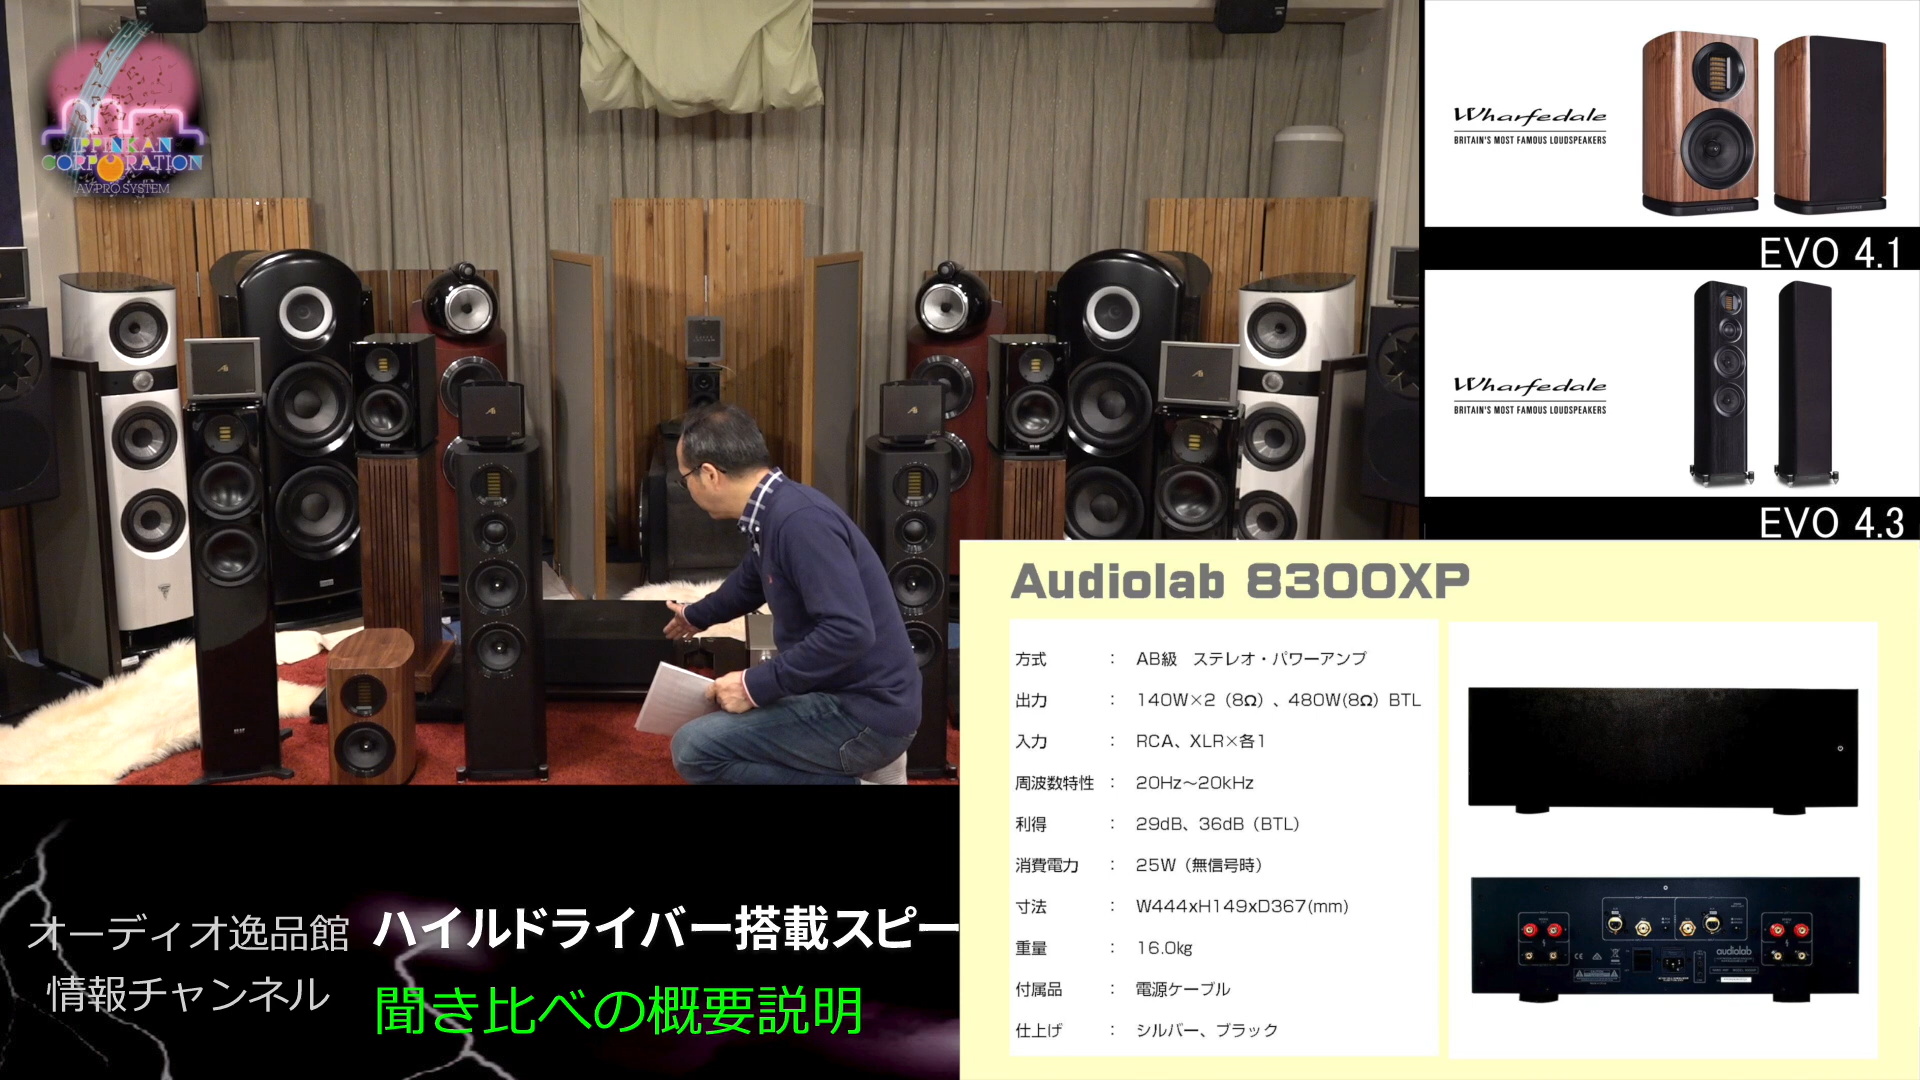 IPPINKAN
CORPORATION
AV-PRO.SYSTEM
Wharfedale
BRITAIN'S MOST FAMOUS LOUDSPEAKERS
EVO 4.1
Wharfedale
BRITAIN'S MOST FAMOUS LOUDSPEAKERS
EVO 4.3
Audiolab 8300XP
方式 : AB級 ステレオ・パワーアンプ
出力 : 140W×2（8Ω）、480W(8Ω）BTL
入力 : RCA、XLR×各1
周波数特性 : 20Hz～20kHz
利得 : 29dB、36dB（BTL）
消費電力 : 25W（無信号時）
寸法 : W444xH149xD367(mm)
重量 : 16.0kg
付属品 : 電源ケーブル
仕上げ : シルバー、ブラック
audiolab
オーディオ逸品館
情報チャンネル
ハイルドライバー搭載スピー
聞き比べの概要説明